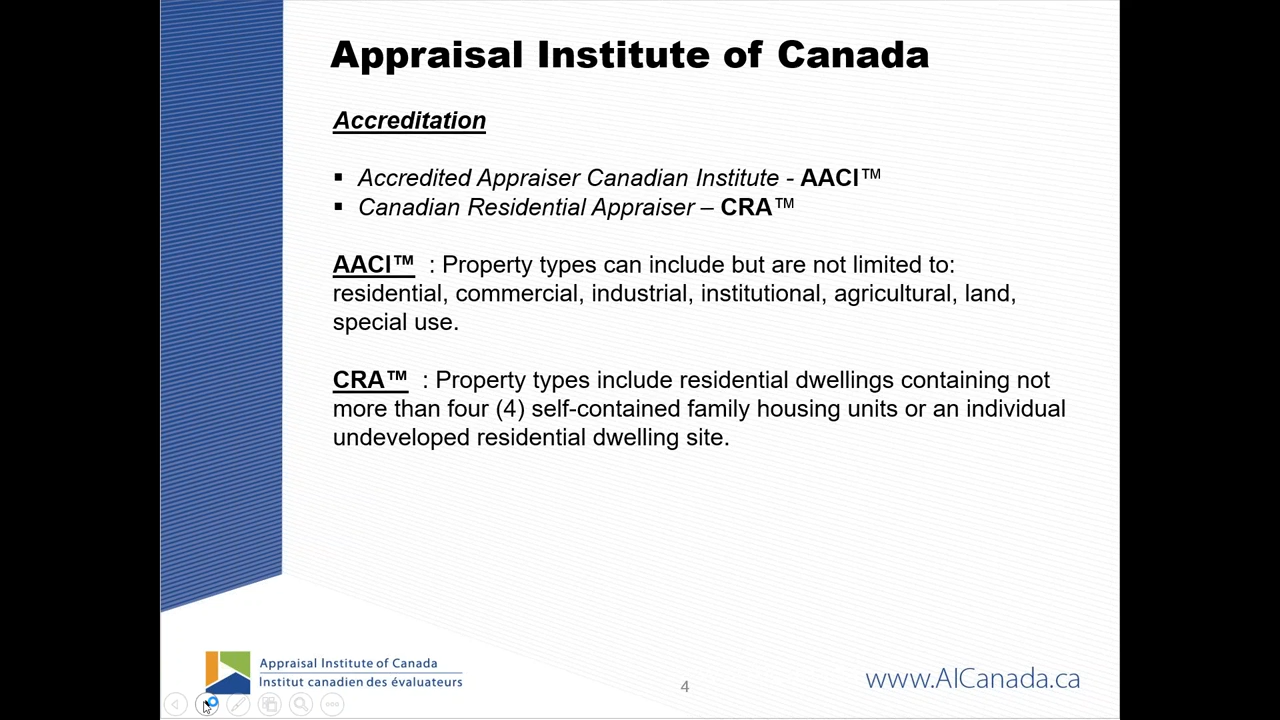 Appraisal Institute of Canada
Accreditation
▪ Accredited Appraiser Canadian Institute - AACI™
▪ Canadian Residential Appraiser – CRA™
AACI™ : Property types can include but are not limited to:
residential, commercial, industrial, institutional, agricultural, land,
special use.
CRA™ : Property types include residential dwellings containing not
more than four (4) self-contained family housing units or an individual
undeveloped residential dwelling site.
Appraisal Institute of Canada
Institut canadien des évaluateurs
4
www.AICanada.ca